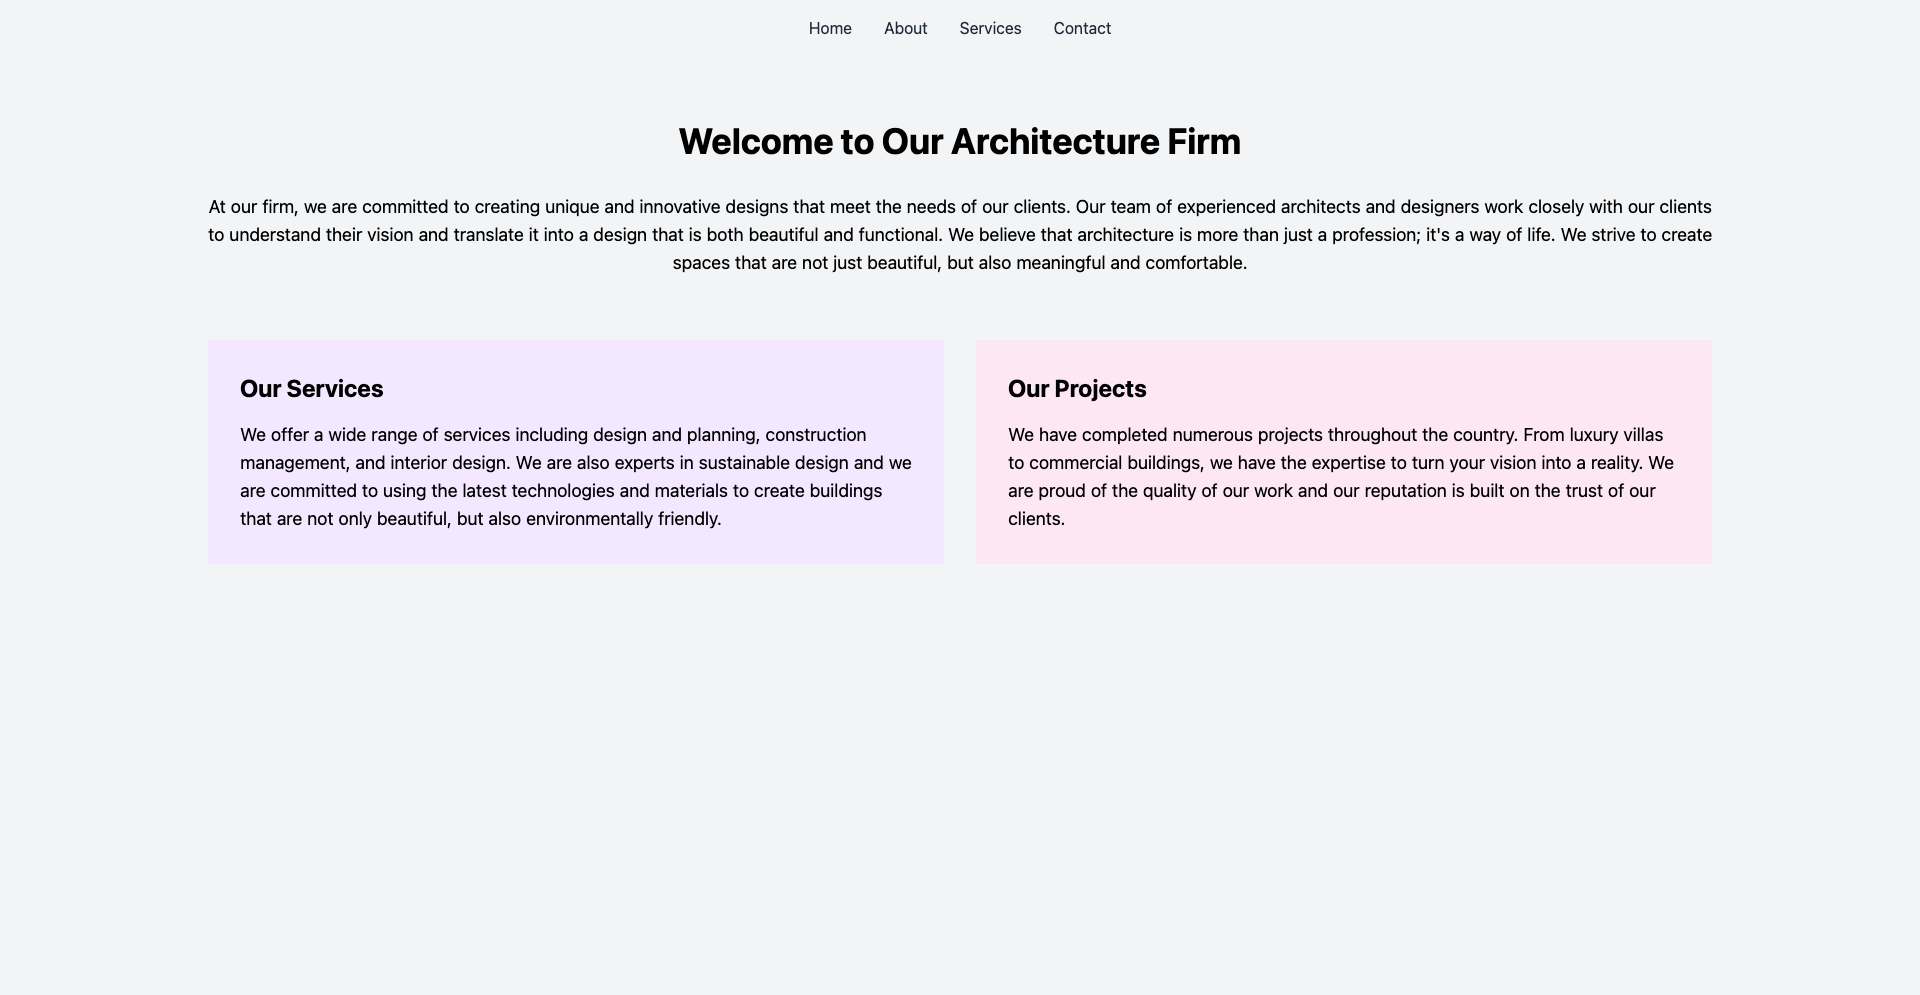 Home About Services Contact
Welcome to Our Architecture Firm
At our firm, we are committed to creating unique and innovative designs that meet the needs of our clients. Our team of experienced architects and designers work closely with our clients
to understand their vision and translate it into a design that is both beautiful and functional. We believe that architecture is more than just a profession; it's a way of life. We strive to create
spaces that are not just beautiful, but also meaningful and comfortable.
Our Services
We offer a wide range of services including design and planning, construction
management, and interior design. We are also experts in sustainable design and we
are committed to using the latest technologies and materials to create buildings
that are not only beautiful, but also environmentally friendly.
Our Projects
We have completed numerous projects throughout the country. From luxury villas
to commercial buildings, we have the expertise to turn your vision into a reality. We
are proud of the quality of our work and our reputation is built on the trust of our
clients.